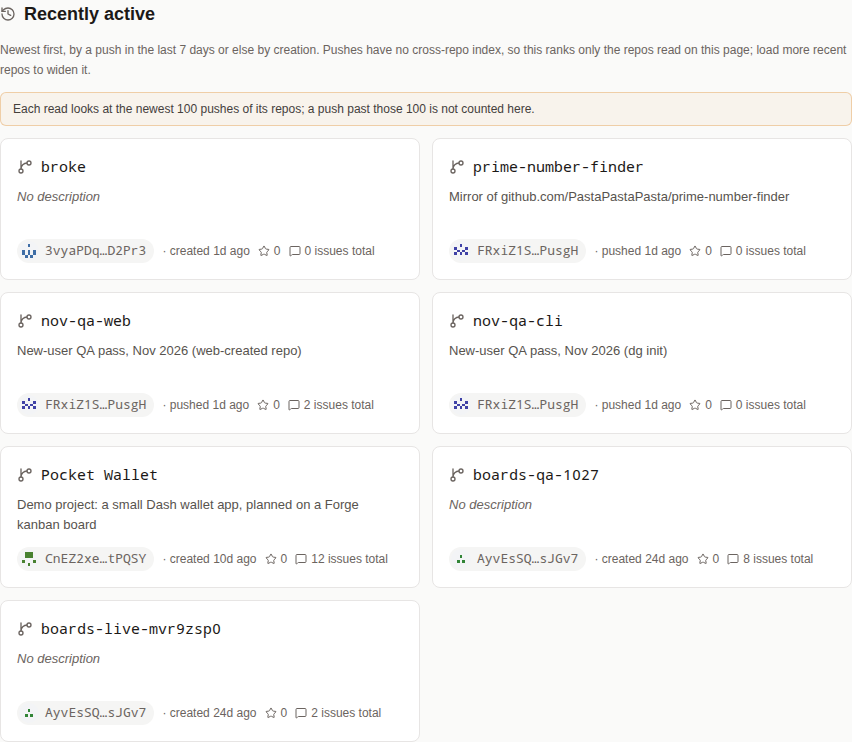 Recently active
Newest first, by a push in the last 7 days or else by creation. Pushes have no cross-repo index, so this ranks only the repos read on this page; load more recent
repos to widen it.
Each read looks at the newest 100 pushes of its repos; a push past those 100 is not counted here.
broke
No description
3vyaPDq…D2Pr3 · created 1d ago 0 0 issues total
prime-number-finder
Mirror of github.com/PastaPastaPasta/prime-number-finder
FRxiZ1S…PusgH · pushed 1d ago 0 0 issues total
nov-qa-web
New-user QA pass, Nov 2026 (web-created repo)
FRxiZ1S…PusgH · pushed 1d ago 0 2 issues total
nov-qa-cli
New-user QA pass, Nov 2026 (dg init)
FRxiZ1S…PusgH · pushed 1d ago 0 0 issues total
Pocket Wallet
Demo project: a small Dash wallet app, planned on a Forge
kanban board
CnEZ2xe…tPQSY · created 10d ago 0 12 issues total
boards-qa-1027
No description
AyvEsSQ…sJGv7 · created 24d ago 0 8 issues total
boards-live-mvr9zsp0
No description
AyvEsSQ…sJGv7 · created 24d ago 0 2 issues total